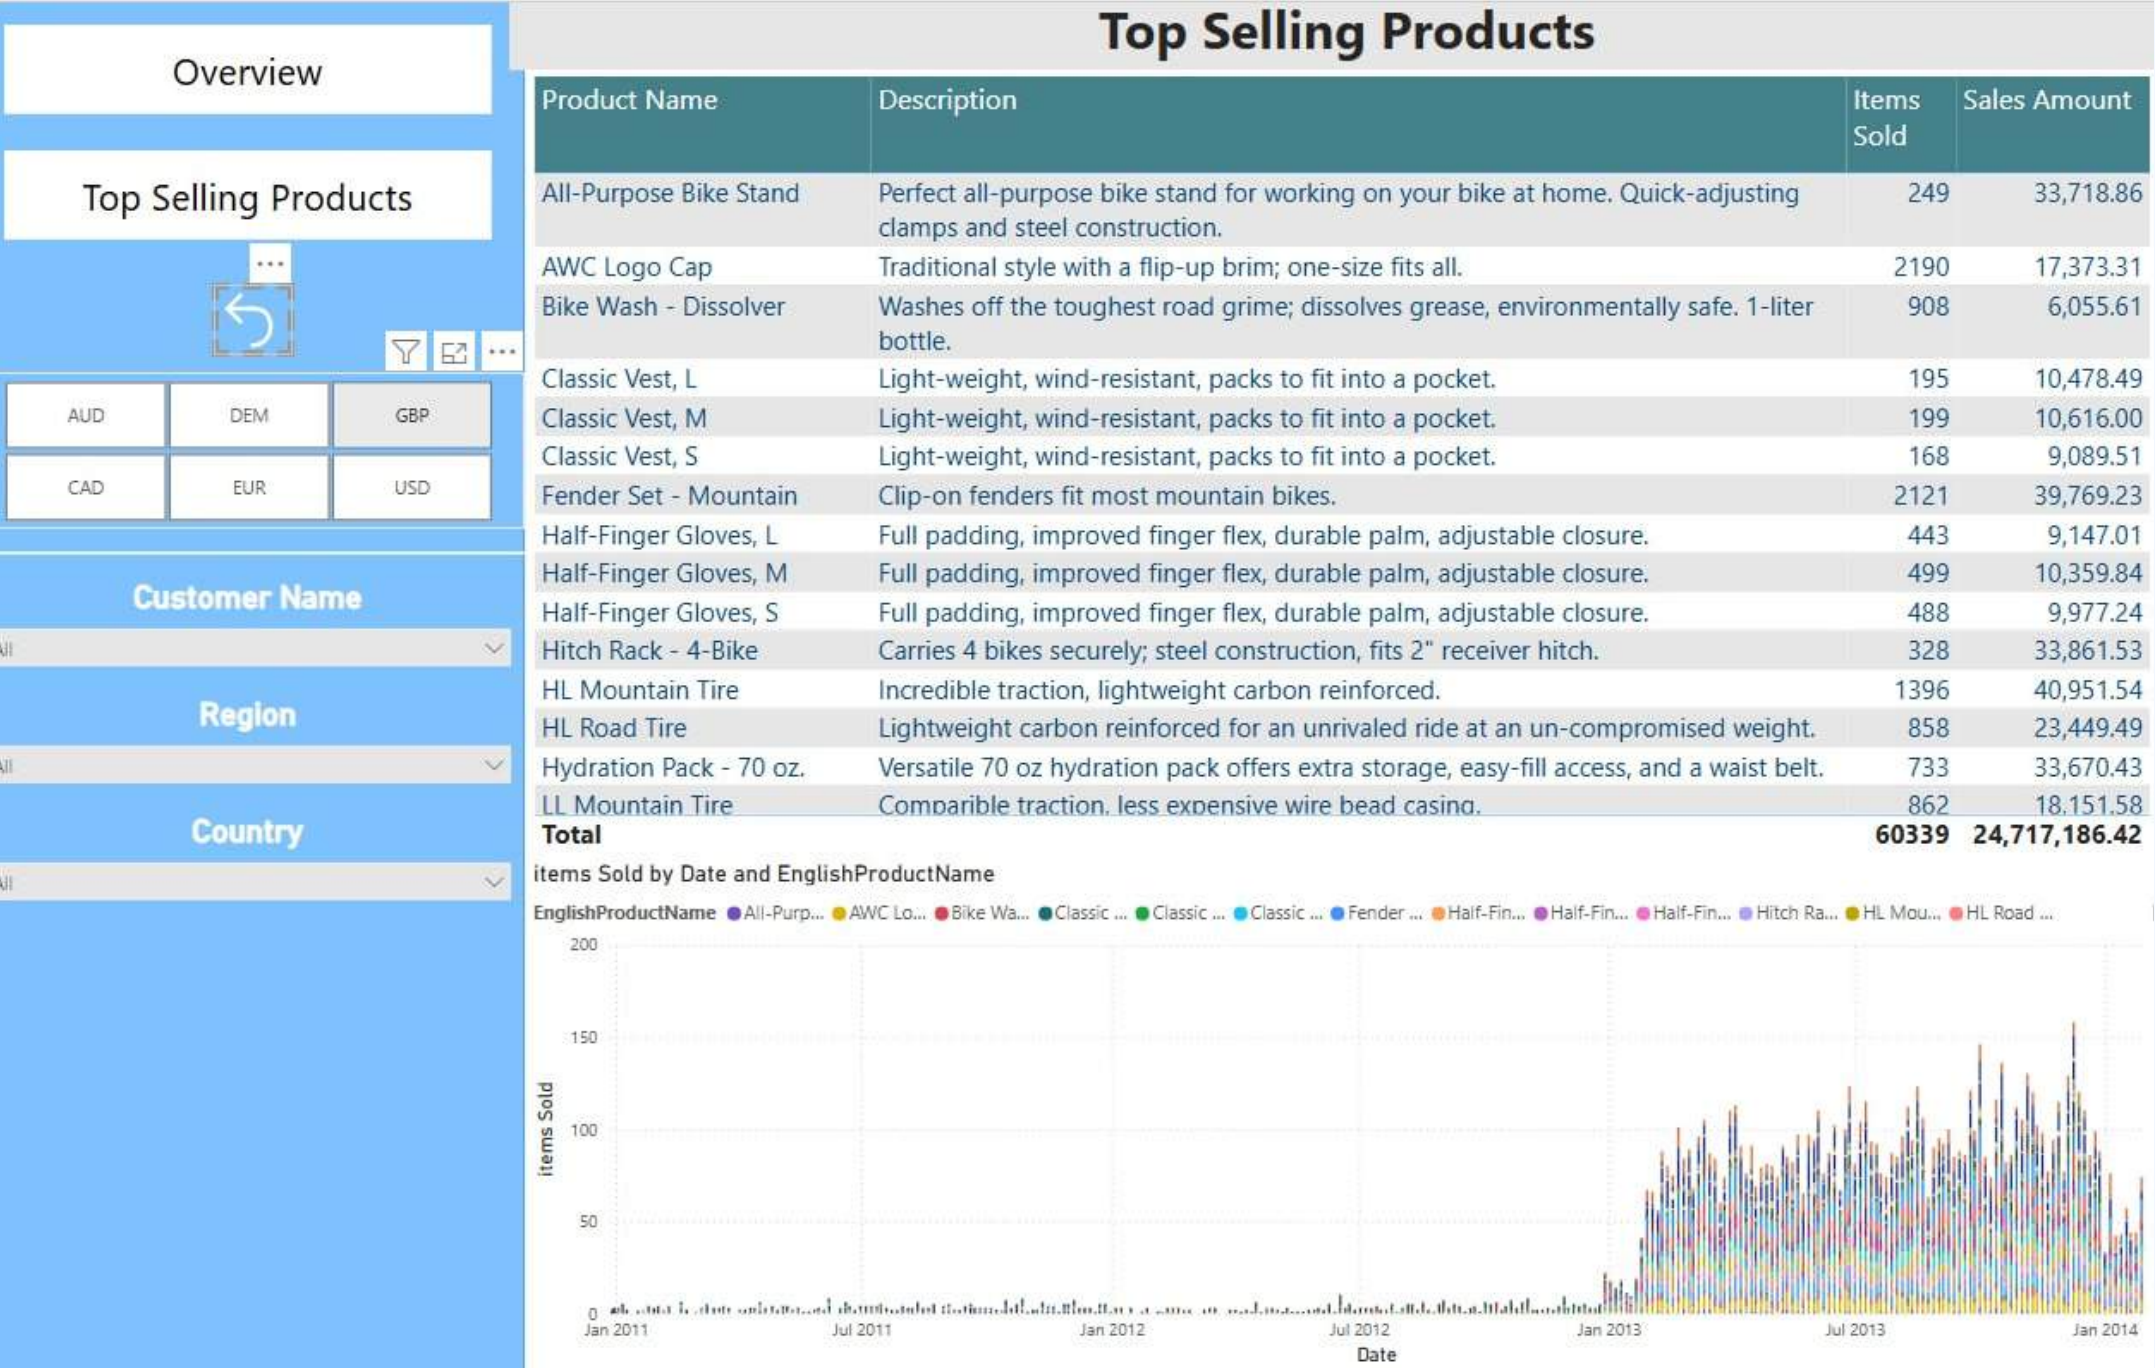 Overview
Top Selling Products
AUD DEM GBP
CAD EUR USD
Customer Name
All
Region
All
Country
All
Top Selling Products
Product Name Description Items Sold Sales Amount
All-Purpose Bike Stand Perfect all-purpose bike stand for working on your bike at home. Quick-adjusting 249 33,718.86
clamps and steel construction.
AWC Logo Cap Traditional style with a flip-up brim; one-size fits all. 2190 17,373.31
Bike Wash - Dissolver Washes off the toughest road grime; dissolves grease, environmentally safe. 1-liter 908 6,055.61
bottle.
Classic Vest, L Light-weight, wind-resistant, packs to fit into a pocket. 195 10,478.49
Classic Vest, M Light-weight, wind-resistant, packs to fit into a pocket. 199 10,616.00
Classic Vest, S Light-weight, wind-resistant, packs to fit into a pocket. 168 9,089.51
Fender Set - Mountain Clip-on fenders fit most mountain bikes. 2121 39,769.23
Half-Finger Gloves, L Full padding, improved finger flex, durable palm, adjustable closure. 443 9,147.01
Half-Finger Gloves, M Full padding, improved finger flex, durable palm, adjustable closure. 499 10,359.84
Half-Finger Gloves, S Full padding, improved finger flex, durable palm, adjustable closure. 488 9,977.24
Hitch Rack - 4-Bike Carries 4 bikes securely; steel construction, fits 2" receiver hitch. 328 33,861.53
HL Mountain Tire Incredible traction, lightweight carbon reinforced. 1396 40,951.54
HL Road Tire Lightweight carbon reinforced for an unrivaled ride at an un-compromised weight. 858 23,449.49
Hydration Pack - 70 oz. Versatile 70 oz hydration pack offers extra storage, easy-fill access, and a waist belt. 733 33,670.43
LL Mountain Tire Comparible traction, less expensive wire bead casing. 862 18,151.58
Total 60339 24,717,186.42
items Sold by Date and EnglishProductName
EnglishProductName All-Purp... AWC Lo... Bike Wa... Classic ... Classic ... Classic ... Fender ... Half-Fin... Half-Fin... Half-Fin... Hitch Ra... HL Mou... HL Road ...
200
150
100
50
0
items Sold
Jan 2011 Jul 2011 Jan 2012 Jul 2012 Jan 2013 Jul 2013 Jan 2014
Date